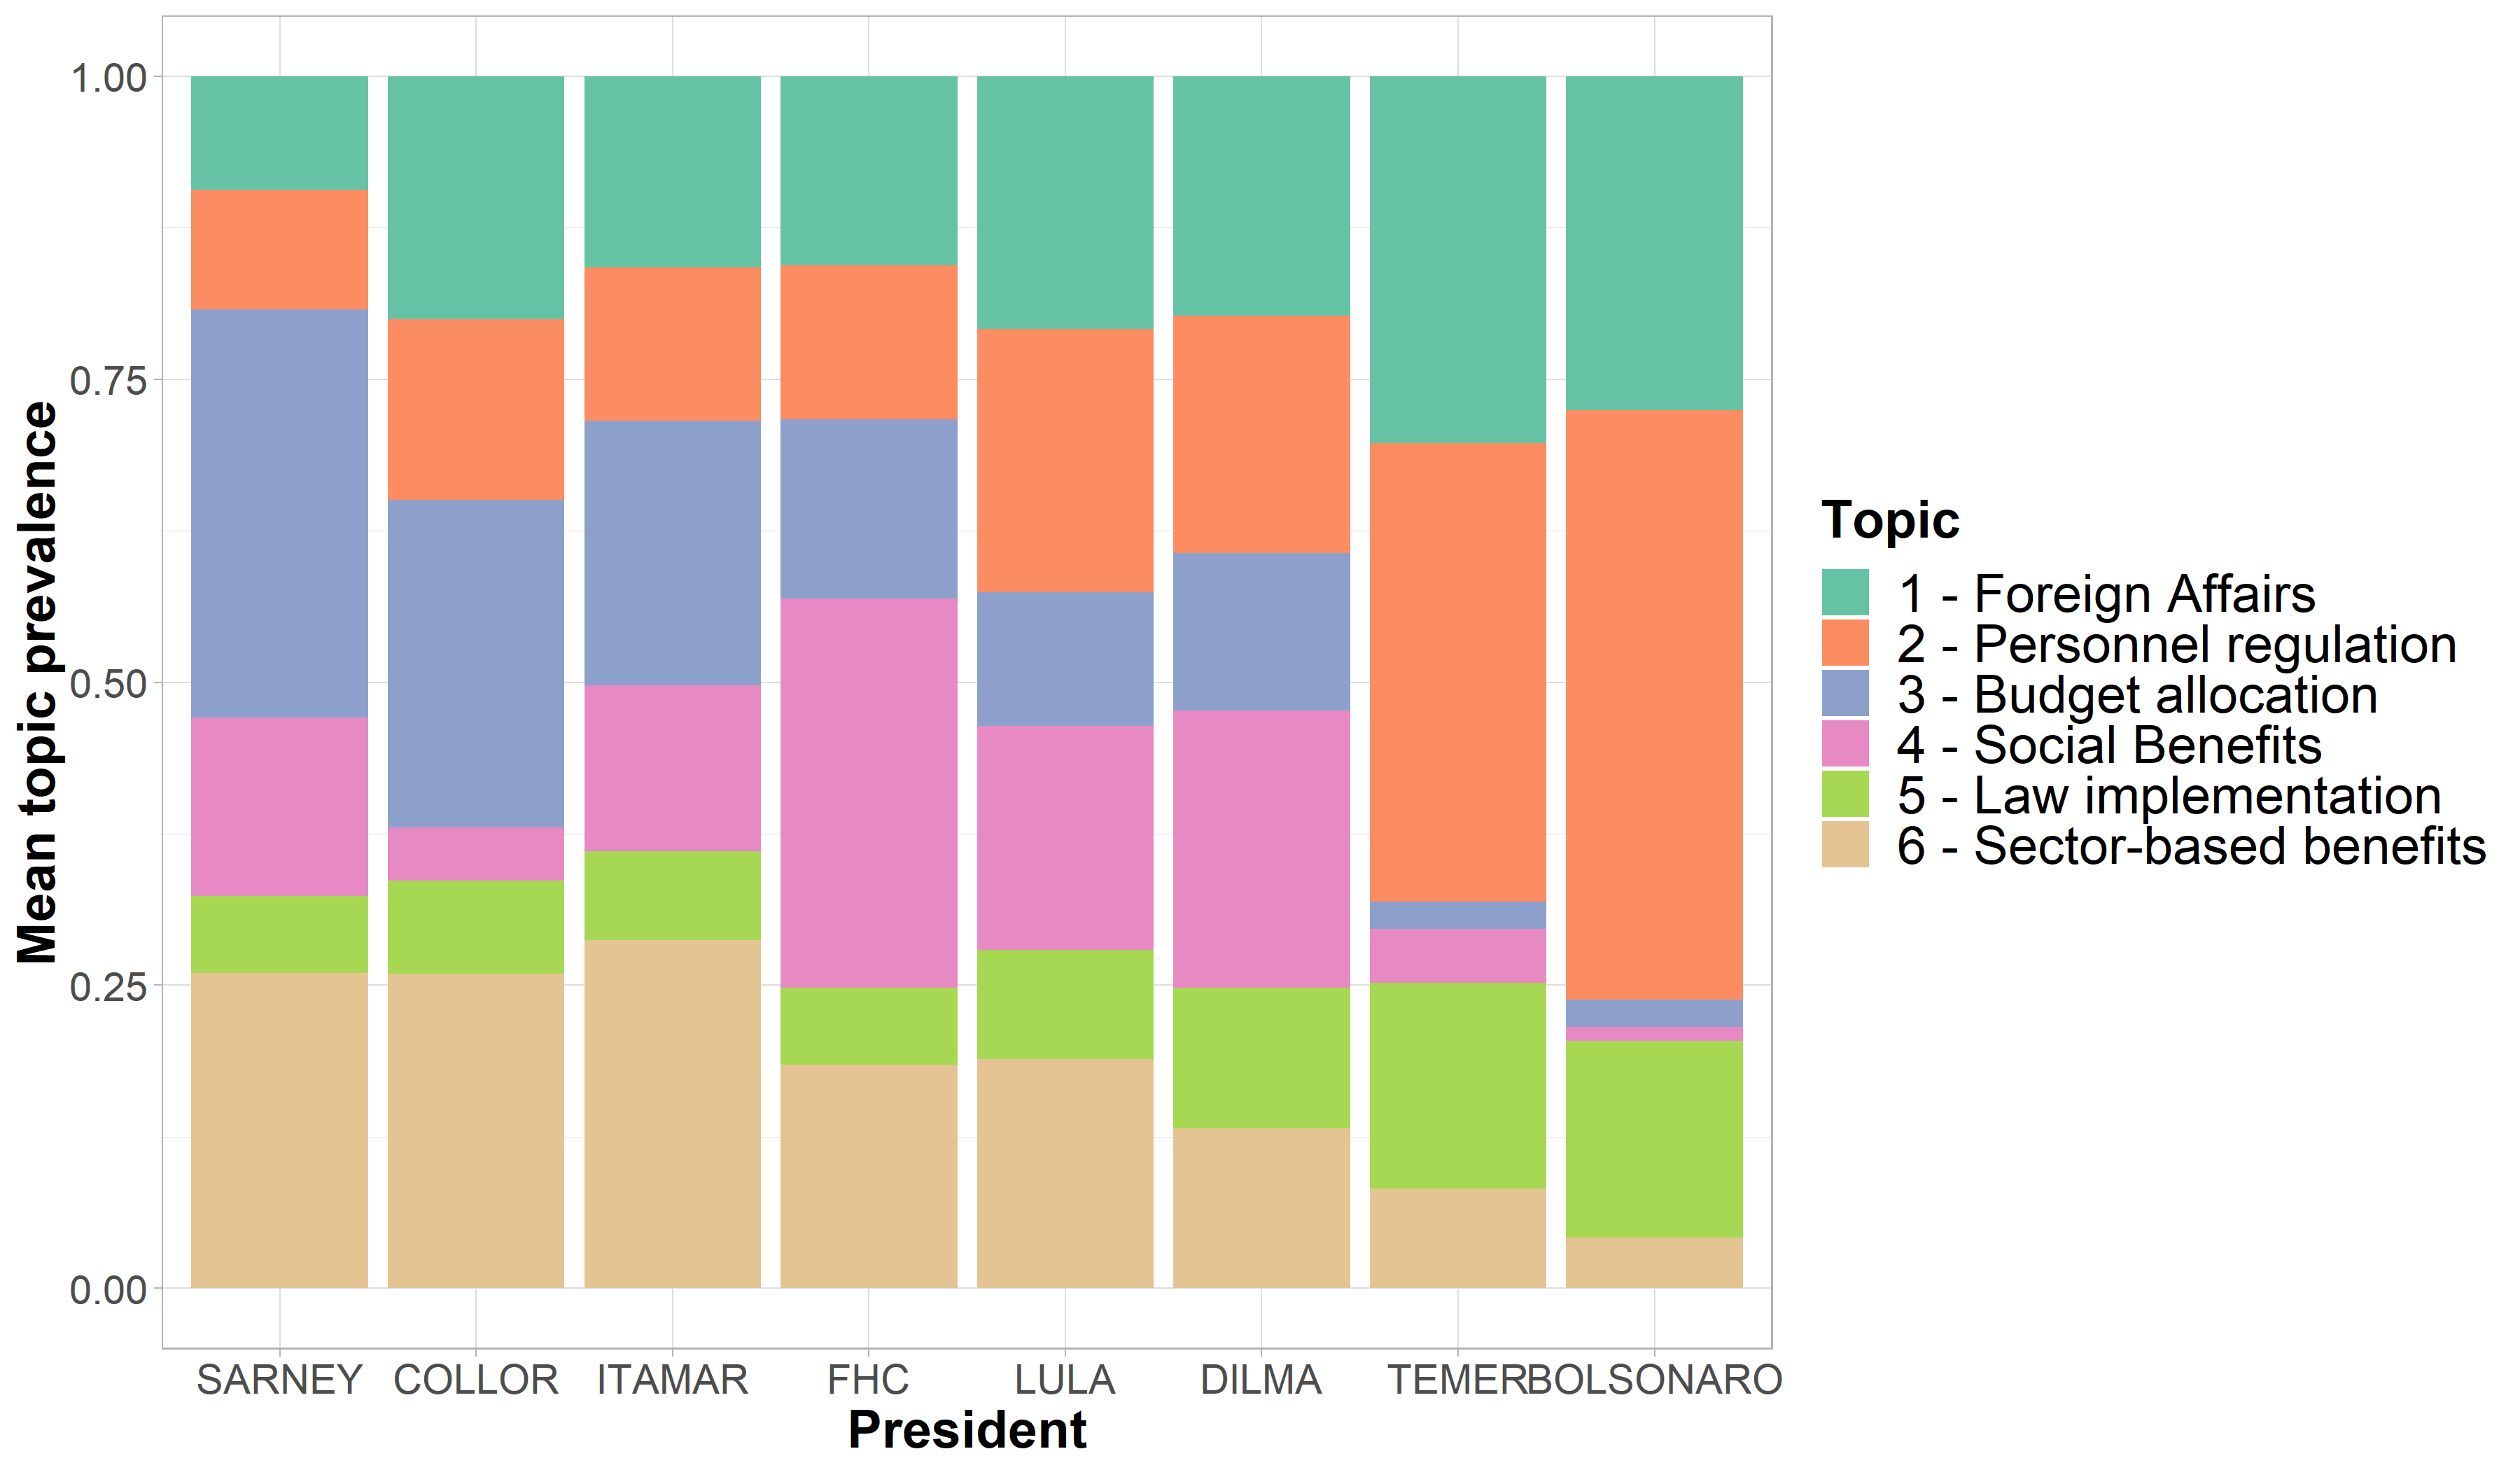 Mean topic prevalence
1.00
0.75
0.50
0.25
0.00
SARNEY COLLOR ITAMAR FHC LULA DILMA TEMER BOLSONARO
President
Topic
1 - Foreign Affairs
2 - Personnel regulation
3 - Budget allocation
4 - Social Benefits
5 - Law implementation
6 - Sector-based benefits